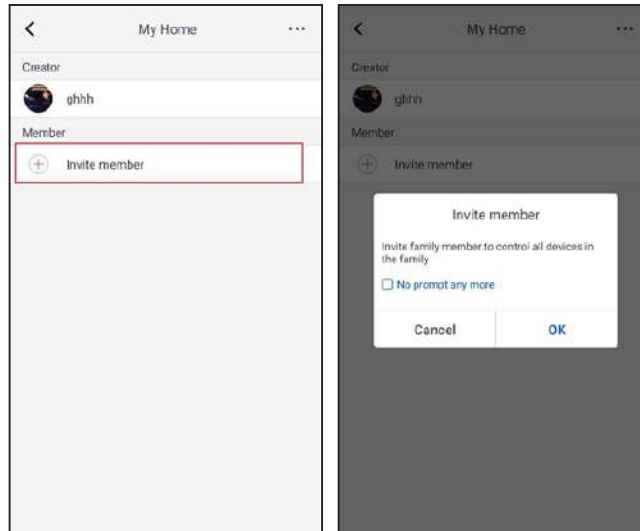 My Home
Creator
ghhh
Member
Invite member
My Home
Creator
ghhh
Member
Invite member
Invite member
Invite family member to control all devices in
the family
No prompt any more
Cancel
OK